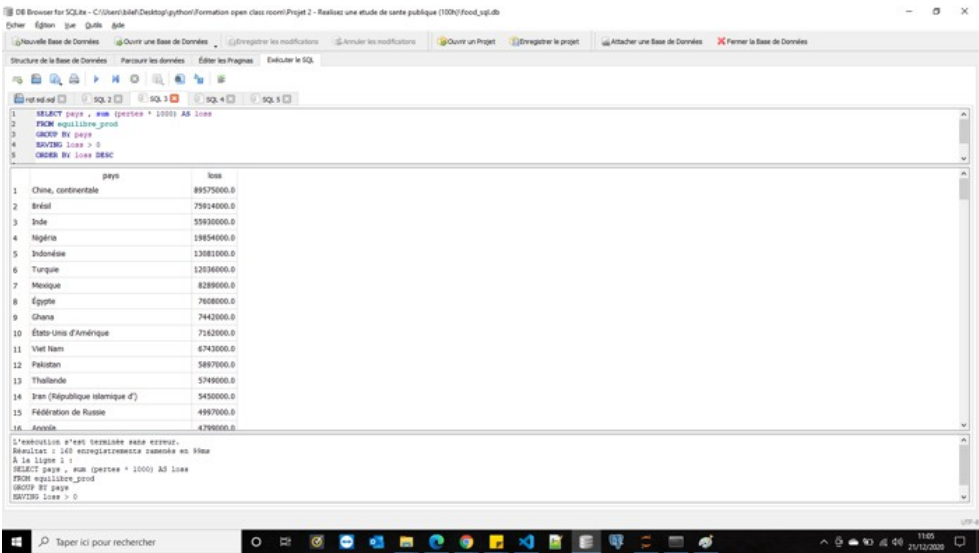 DB Browser for SQLite - C:\Users\bilel\Desktop\python\Formation open class room\Projet 2 - Realisez une etude de sante publique (100h)\food_sql.db
Fichier Édition Vue Outils Aide
Nouvelle Base de Données Ouvrir une Base de Données Enregistrer les modifications Annuler les modifications Ouvrir un Projet Enregistrer le projet Attacher une Base de Données Fermer la Base de Données
Structure de la Base de Données Parcourir les données Éditer les Pragmas Exécuter le SQL
SQL 2 SQL 3 SQL 4 SQL 5
1 SELECT pays , sum (pertes * 1000) AS loss
2 FROM equilibre_prod
3 GROUP BY pays
4 HAVING loss > 0
5 ORDER BY loss DESC
pays loss
1 Chine, continentale 89575000.0
2 Brésil 75914000.0
3 Inde 55930000.0
4 Nigéria 19854000.0
5 Indonésie 13081000.0
6 Turquie 12036000.0
7 Mexique 8289000.0
8 Égypte 7608000.0
9 Ghana 7442000.0
10 États-Unis d'Amérique 7162000.0
11 Viet Nam 6743000.0
12 Pakistan 5897000.0
13 Thaïlande 5749000.0
14 Iran (République islamique d') 5450000.0
15 Fédération de Russie 4997000.0
16 Angola 4799000.0
L'exécution s'est terminée sans erreur.
Résultat : 168 enregistrements ramenés en 99ms
À la ligne 1 :
SELECT pays , sum (pertes * 1000) AS loss
FROM equilibre_prod
GROUP BY pays
HAVING loss > 0
UTF-8
Taper ici pour rechercher
11:05
21/12/2020